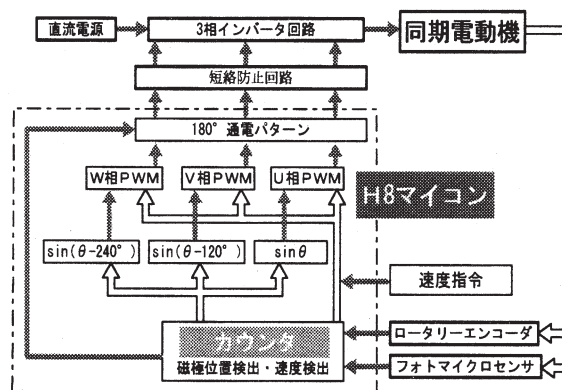 直流電源
3相インバータ回路
同期電動機
短絡防止回路
180°通電パターン
W相PWM
V相PWM
U相PWM
H8マイコン
sin(θ-240°)
sin(θ-120°)
sinθ
速度指令
カウンタ
磁極位置検出・速度検出
ロータリーエンコーダ
フォトマイクロセンサ